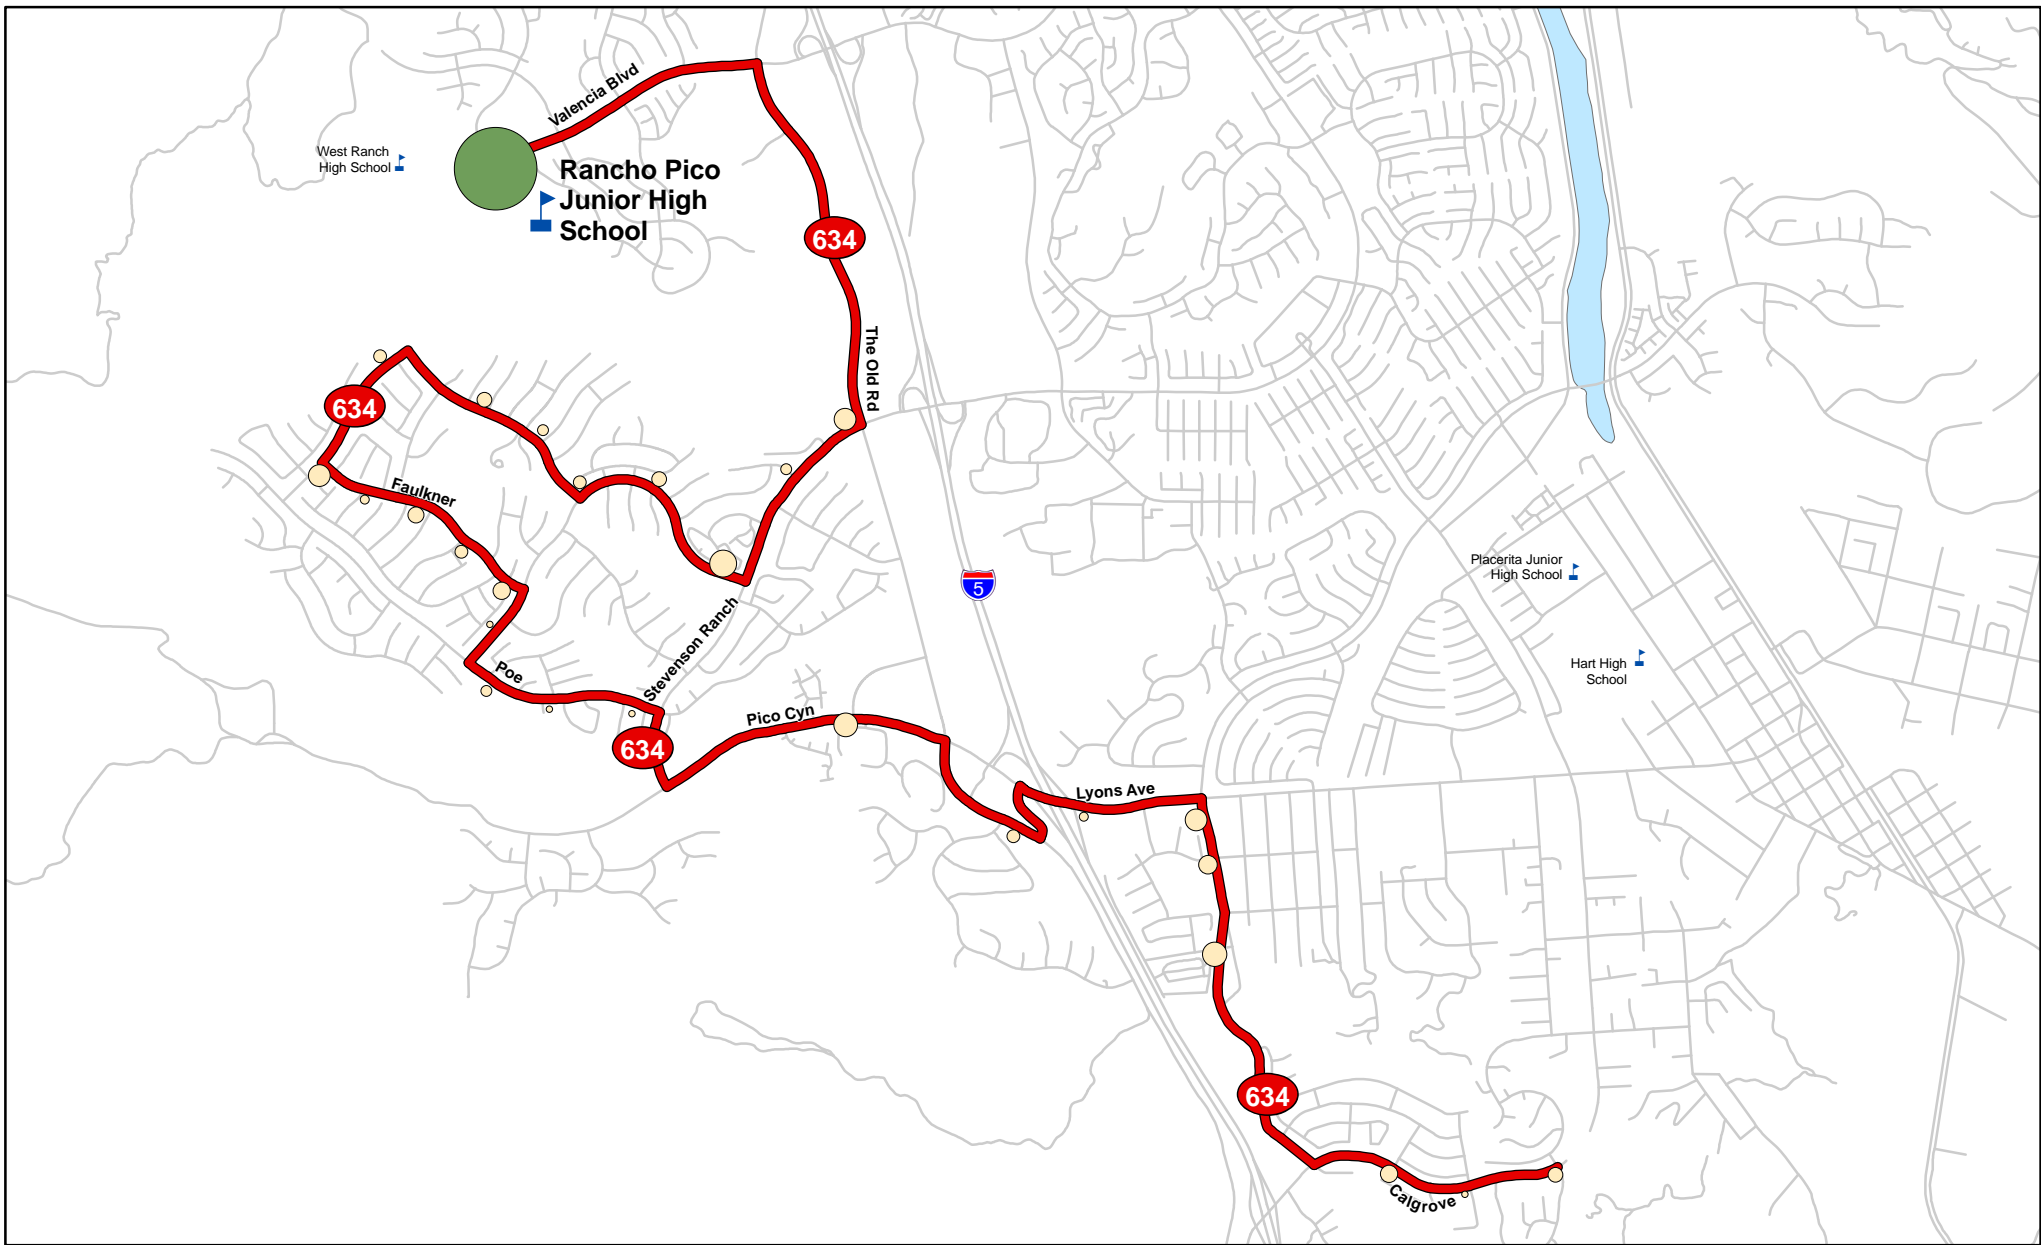 Valencia Blvd
West Ranch
High School
Rancho Pico
Junior High
School
634
The Old Rd
634
Faulkner
Placerita Junior
High School
5
Stevenson Ranch
Hart High
School
Poe
Pico Cyn
634
Lyons Ave
634
Calgrove